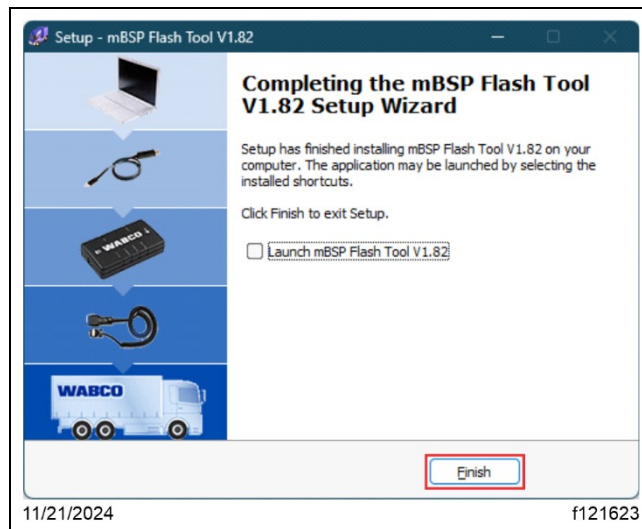 Setup - mBSP Flash Tool V1.82
Completing the mBSP Flash Tool
V1.82 Setup Wizard
Setup has finished installing mBSP Flash Tool V1.82 on your
computer. The application may be launched by selecting the
installed shortcuts.
Click Finish to exit Setup.
Launch mBSP Flash Tool V1.82
WABCO
WABCO
Finish
11/21/2024
f121623